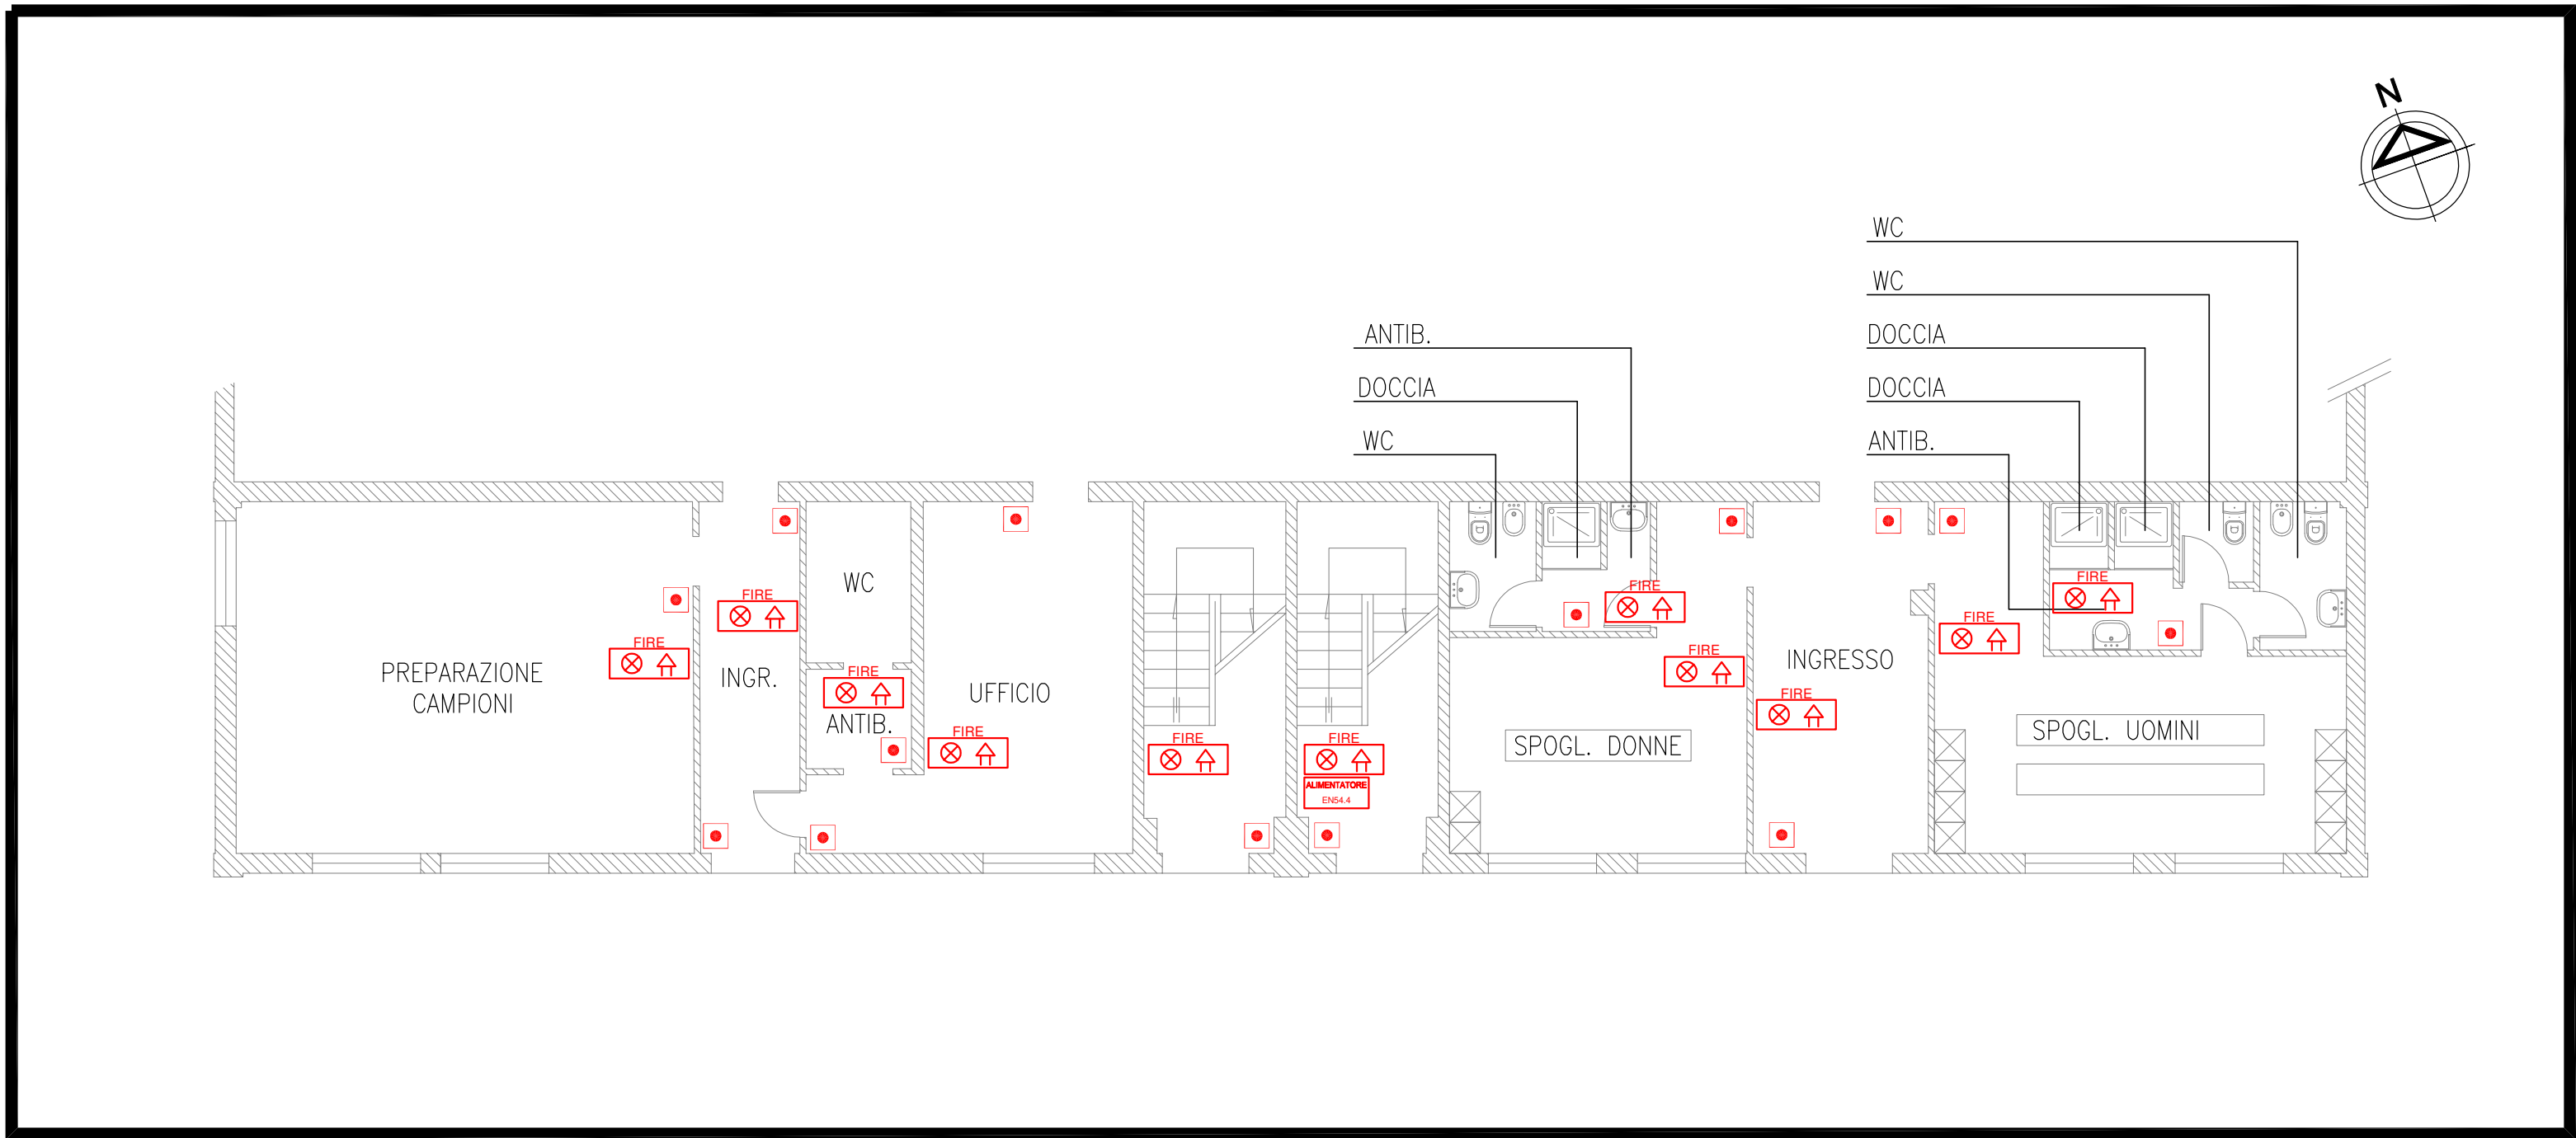 N
WC
WC
ANTIB.
DOCCIA
DOCCIA
DOCCIA
WC
ANTIB.
FIRE
WC
FIRE
FIRE
FIRE
FIRE
PREPARAZIONE
CAMPIONI
INGR.
FIRE
UFFICIO
FIRE
INGRESSO
FIRE
ANTIB.
FIRE
FIRE
FIRE
SPOGL. DONNE
SPOGL. UOMINI
ALIMENTATORE
EN54.4